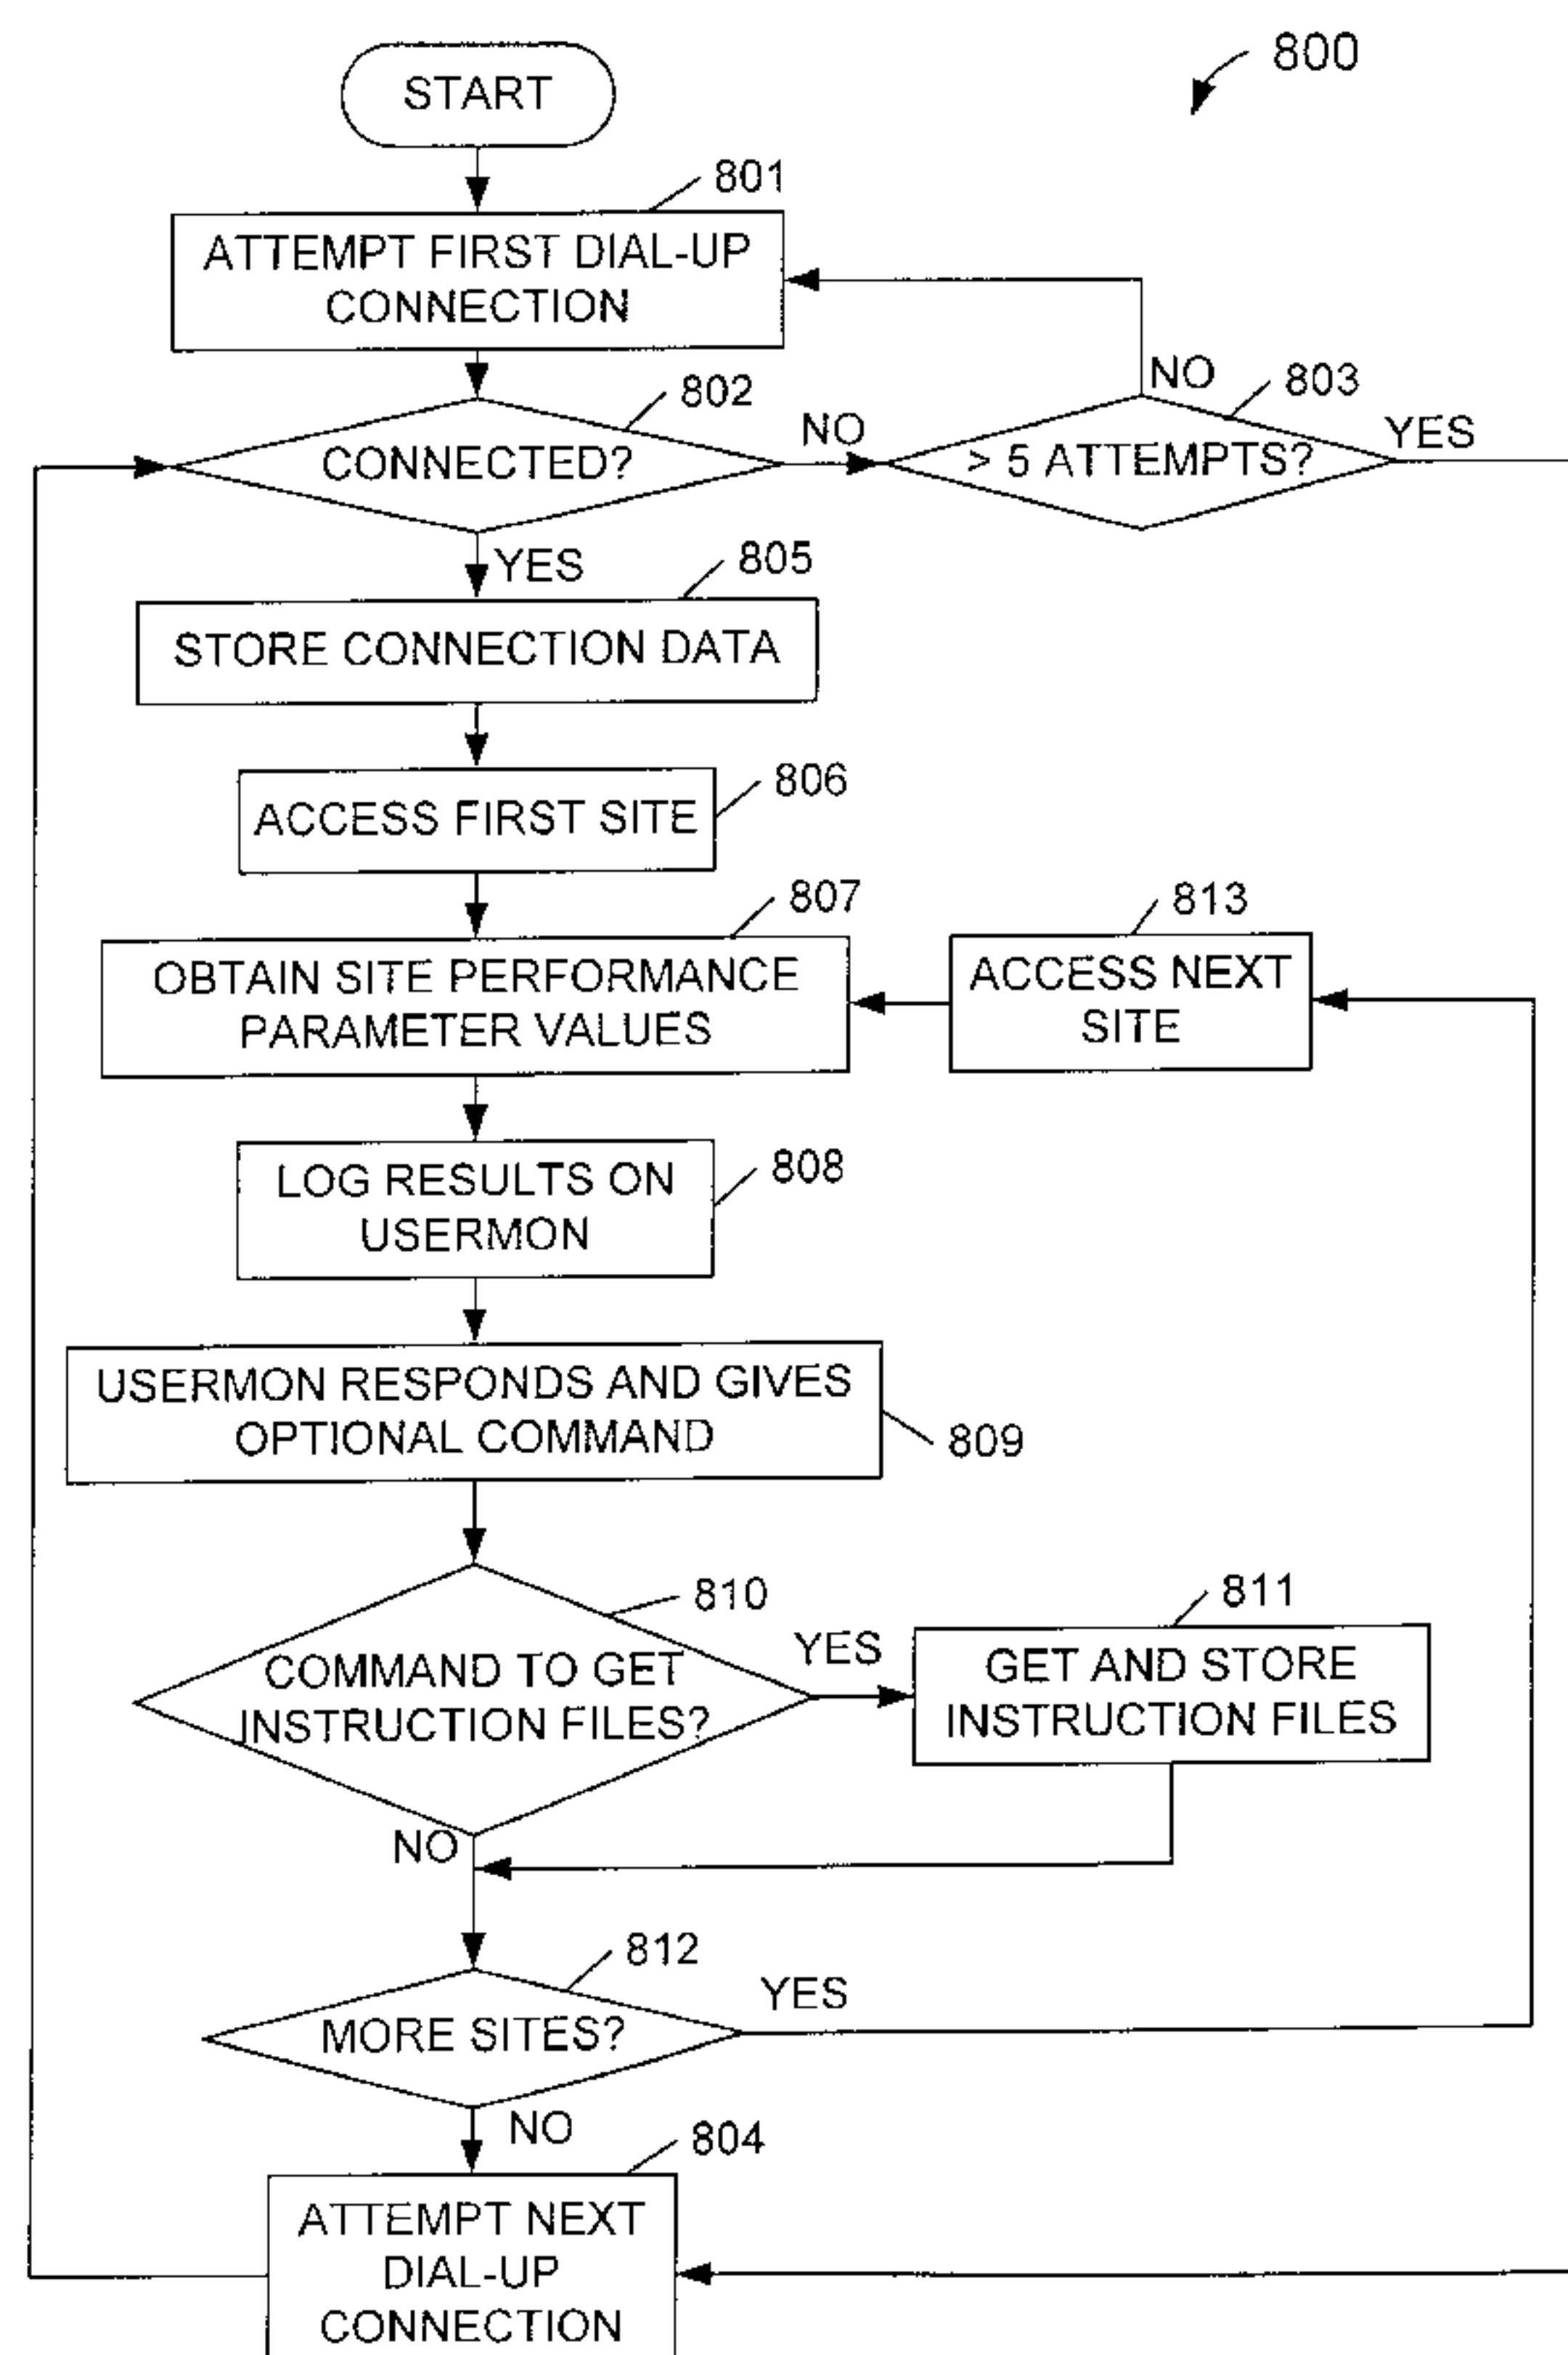 800
START
801
ATTEMPT FIRST DIAL-UP
CONNECTION
802
CONNECTED?
NO
803
> 5 ATTEMPTS?
NO
YES
YES
805
STORE CONNECTION DATA
806
ACCESS FIRST SITE
807
OBTAIN SITE PERFORMANCE
PARAMETER VALUES
813
ACCESS NEXT
SITE
808
LOG RESULTS ON
USERMON
USERMON RESPONDS AND GIVES
OPTIONAL COMMAND
809
810
COMMAND TO GET
INSTRUCTION FILES?
YES
811
GET AND STORE
INSTRUCTION FILES
NO
812
MORE SITES?
YES
NO
804
ATTEMPT NEXT
DIAL-UP
CONNECTION